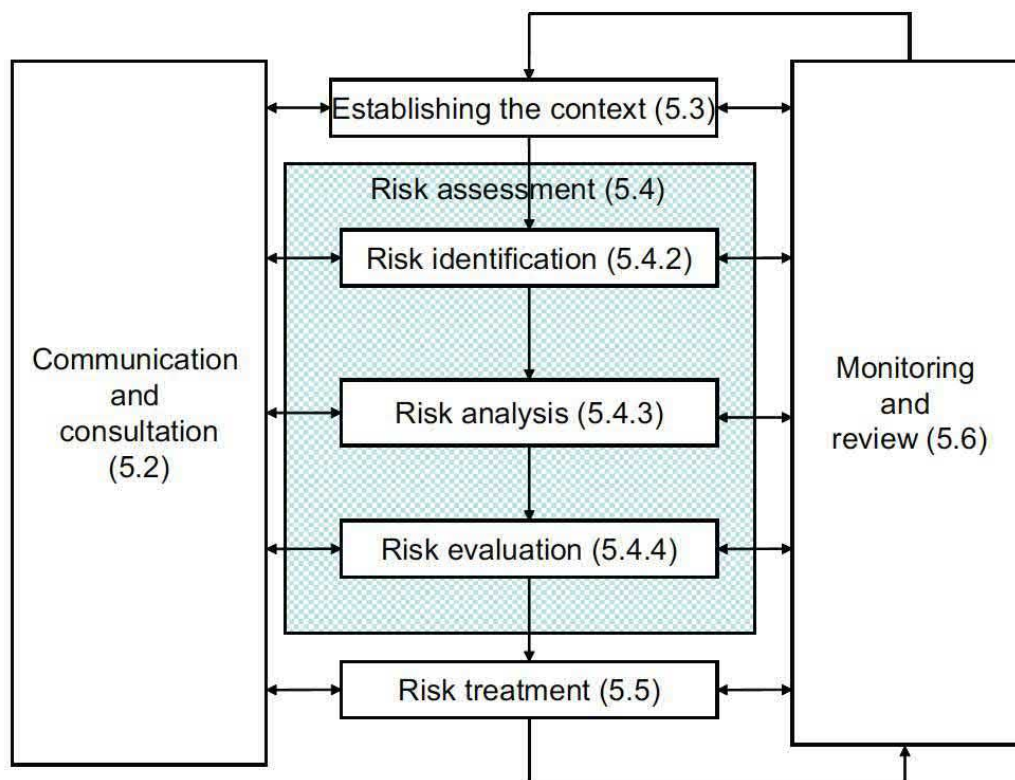 Establishing the context (5.3)
Risk assessment (5.4)
Risk identification (5.4.2)
Communication
and
consultation
(5.2)
Risk analysis (5.4.3)
Monitoring
and
review (5.6)
Risk evaluation (5.4.4)
Risk treatment (5.5)